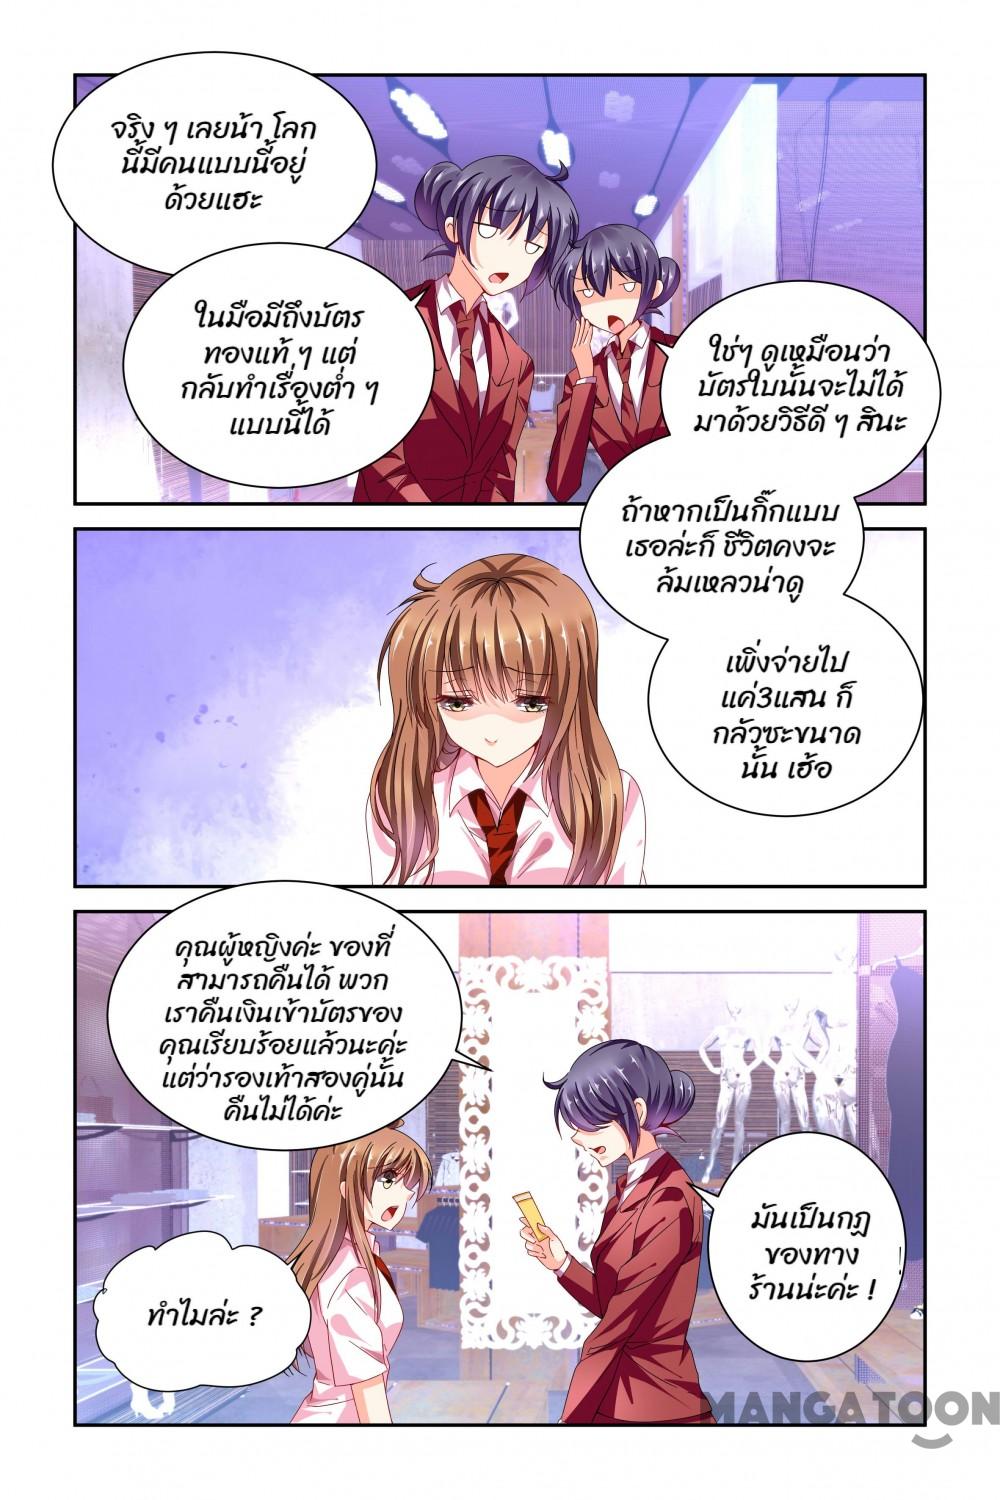 จริง ๆ เลยน้า โลก
นี้มีคนแบบนี้อยู่
ด้วยแฮะ
ในมือมีถึงบัตร
ทองแท้ ๆ แต่
กลับทำเรื่องต่ำ ๆ
แบบนี้ได้
ใช่ๆ ดูเหมือนว่า
บัตรใบนั้นจะไม่ได้
มาด้วยวิธีดี ๆ สินะ
ถ้าหากเป็นกิ๊กแบบ
เธอล่ะก็ ชีวิตคงจะ
ล้มเหลวน่าดู
เพิ่งจ่ายไป
แค่3แสน ก็
กลัวซะขนาด
นั้น เฮ้อ
คุณผู้หญิงค่ะ ของที่
สามารถคืนได้ พวก
เราคืนเงินเข้าบัตรของ
คุณเรียบร้อยแล้วนะค่ะ
แต่ว่ารองเท้าสองคู่นั้น
คืนไม่ได้ค่ะ
ทำไมล่ะ ?
มันเป็นกฎ
ของทาง
ร้านน่ะค่ะ !
MANGATOON